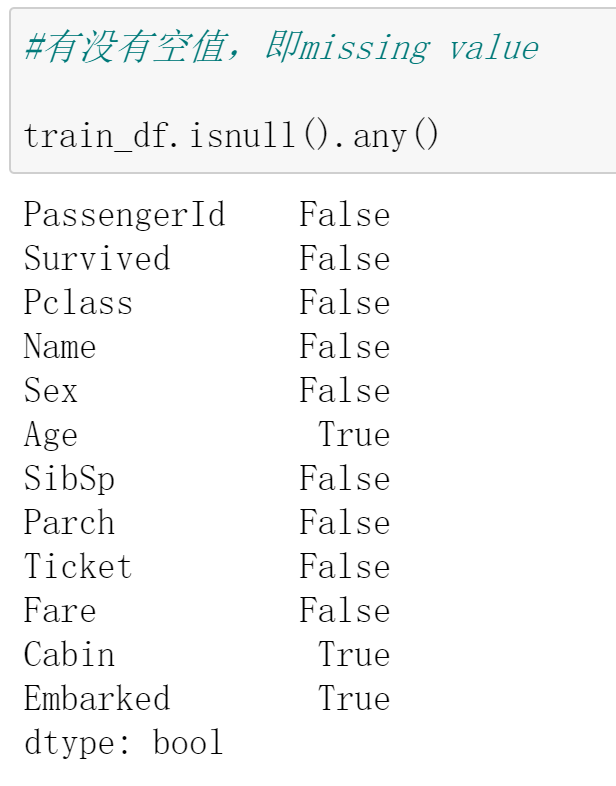 #有没有空值，即missing value
train_df.isnull().any()
PassengerId    False
Survived       False
Pclass         False
Name           False
Sex            False
Age             True
SibSp          False
Parch          False
Ticket         False
Fare           False
Cabin           True
Embarked        True
dtype: bool